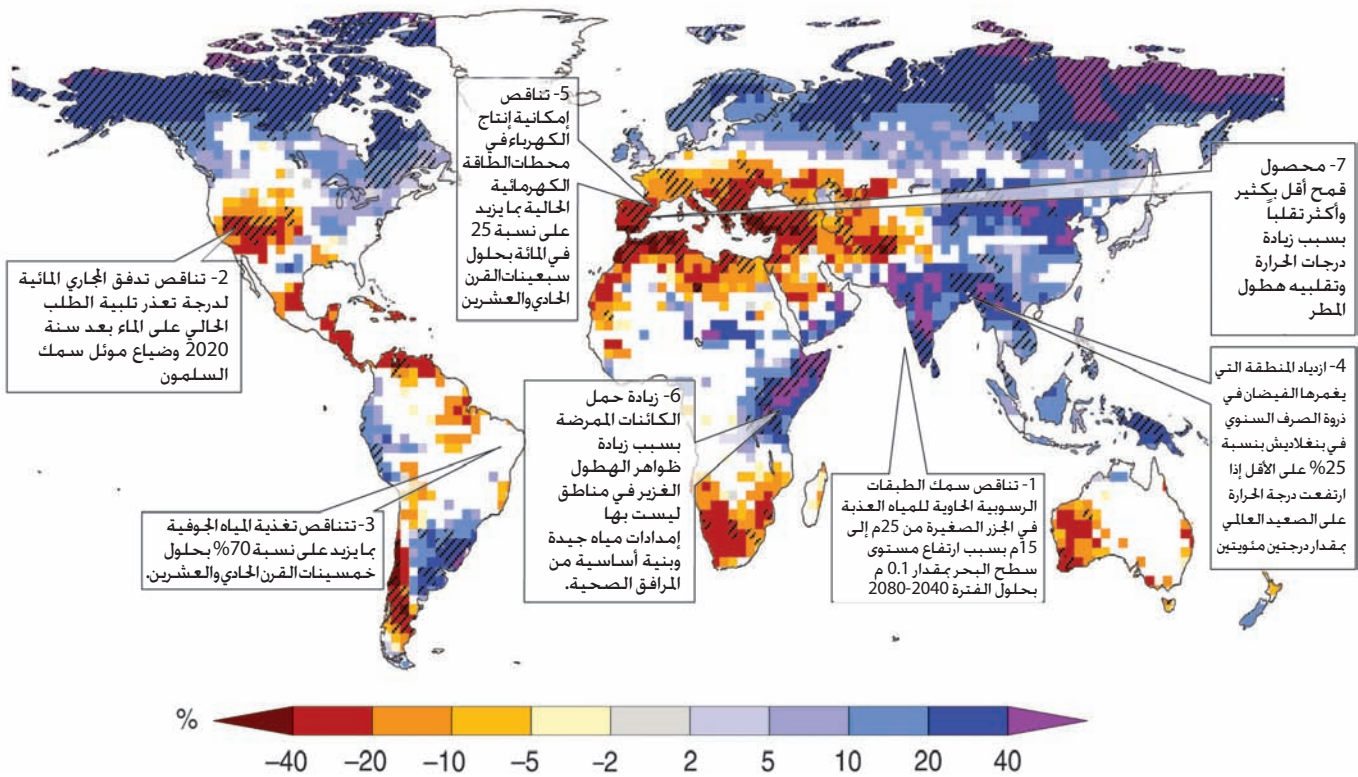 5- تناقص
إمكانية إنتاج
الكهرباء في
محطات الطاقة
الكهرمائية
الحالية بما يزيد
على نسبة 25
في المائة بحلول
سبعينات القرن
الحادي والعشرين
7- محصول
قمح أقل بكثير
وأكثر تقلباً
بسبب زيادة
درجات الحرارة
وتقلبيه هطول
المطر
2- تناقص تدفق المجاري المائية
لدرجة تعذر تلبية الطلب
الحالي على الماء بعد سنة
2020 وضياع موئل سمك
السلمون
4- ازدياد المنطقة التي
يغمرها الفيضان في
ذروة الصرف السنوي
في بنغلاديش بنسبة
25% على الأقل إذا
ارتفعت درجة الحرارة
على الصعيد العالمي
بمقدار درجتين مئويتين
6- زيادة حمل
الكائنات الممرضة
بسبب زيادة
ظواهر الهطول
الغزير في مناطق
ليست بها
إمدادات مياه جيدة
وبنية أساسية من
المرافق الصحية.
1- تناقص سمك الطبقات
الرسوبية الحاوية للمياه العذبة
في الجزر الصغيرة من 25م إلى
15م بسبب ارتفاع مستوى
سطح البحر بمقدار 0.1 م
بحلول الفترة 2040-2080
3- تتناقص تغذية المياه الجوفية
بما يزيد على نسبة 70% بحلول
خمسينات القرن الحادي والعشرين.
%
–40 –20 –10 –5 –2 2 5 10 20 40